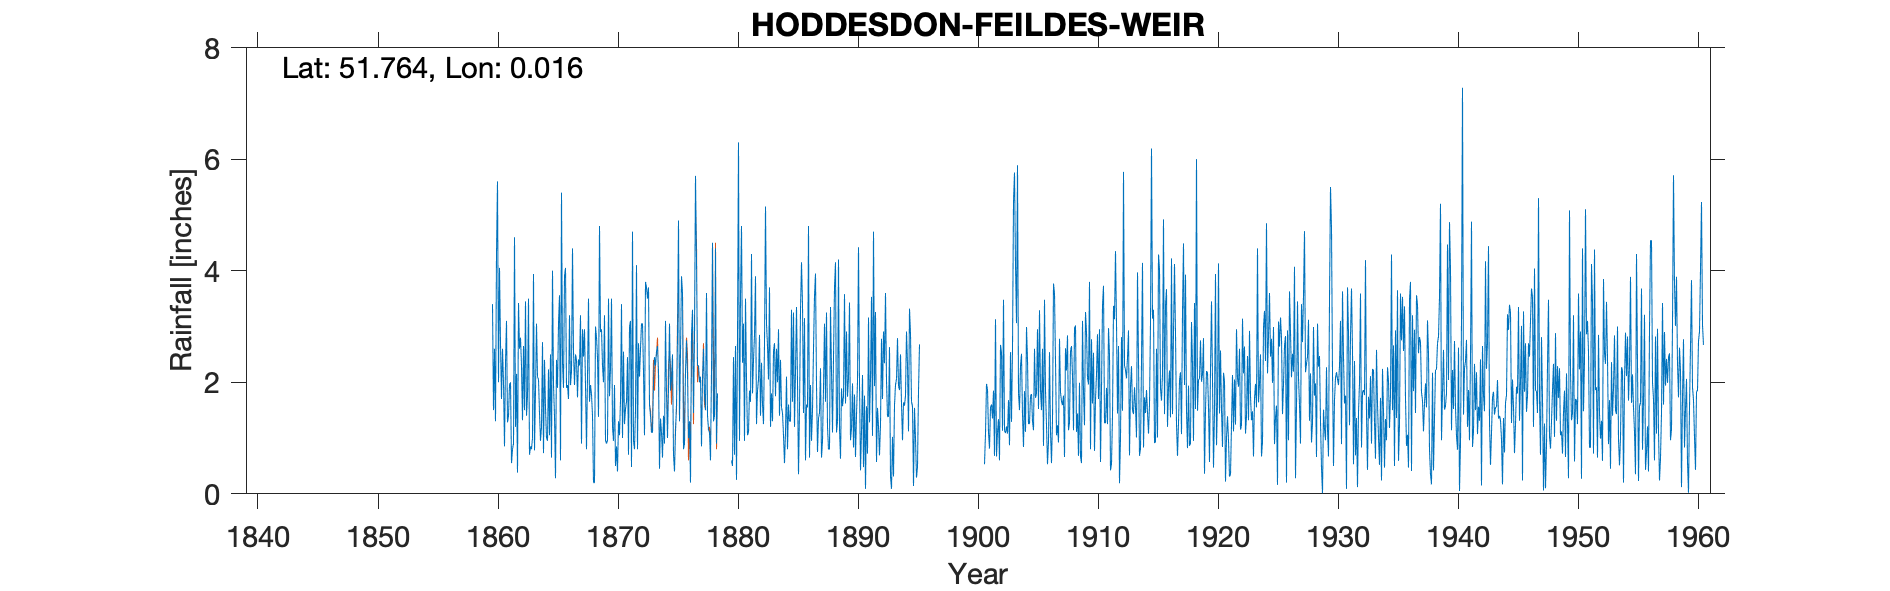 HODDESDON-FEILDES-WEIR
Lat: 51.764, Lon: 0.016
8
6
4
2
0
Rainfall [inches]
1840 1850 1860 1870 1880 1890 1900 1910 1920 1930 1940 1950 1960
Year